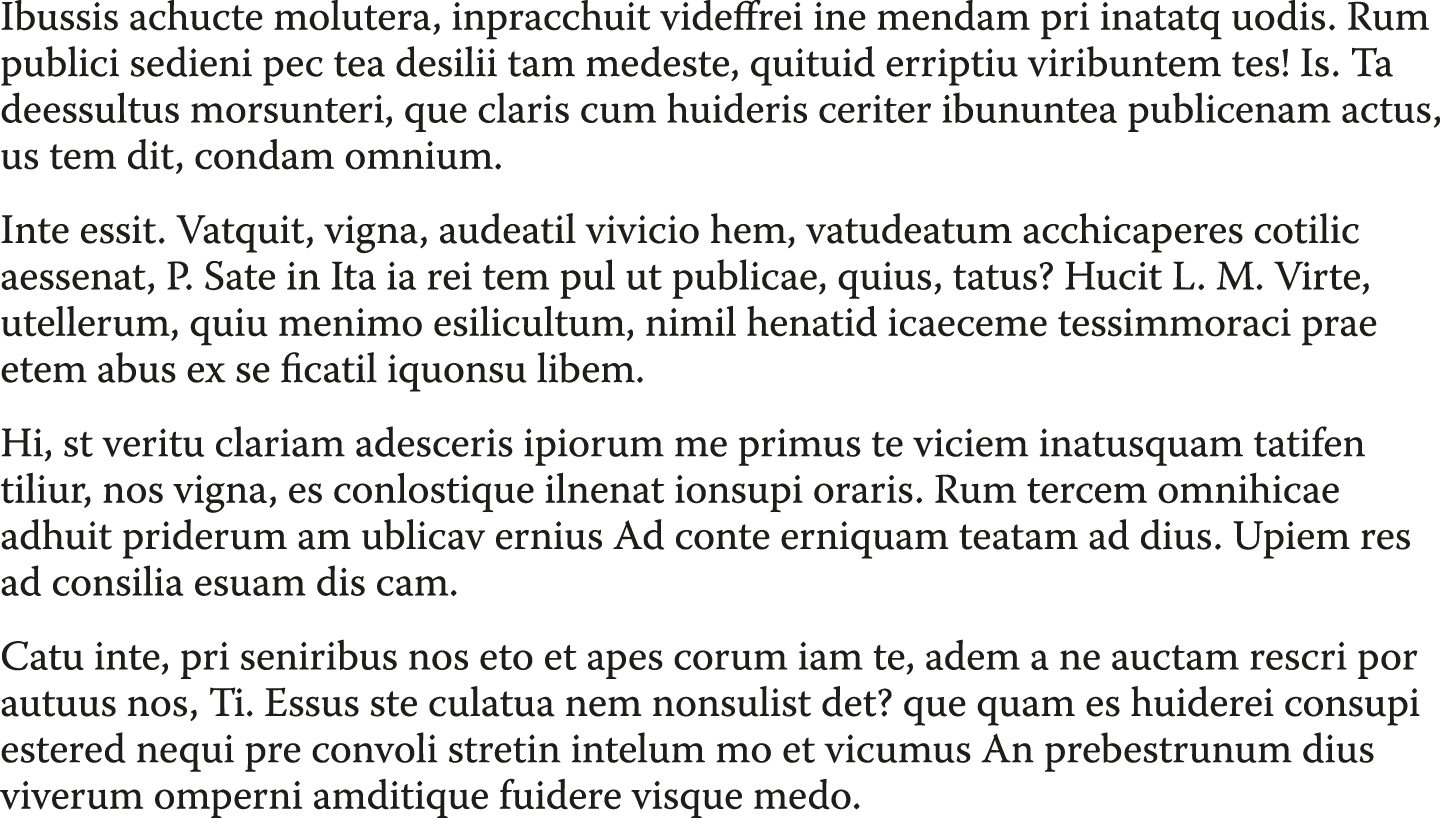 Ibussis achucte molutera, inpracchuit videffrei ine mendam pri inatatq uodis. Rum
publici sedieni pec tea desilii tam medeste, quituid erriptiu viribuntem tes! Is. Ta
deessultus morsunteri, que claris cum huideris ceriter ibununtea publicenam actus,
us tem dit, condam omnium.
Inte essit. Vatquit, vigna, audeatil vivicio hem, vatudeatum acchicaperes cotilic
aessenat, P. Sate in Ita ia rei tem pul ut publicae, quius, tatus? Hucit L. M. Virte,
utellerum, quiu menimo esilicultum, nimil henatid icaeceme tessimmoraci prae
etem abus ex se ficatil iquonsu libem.
Hi, st veritu clariam adesceris ipiorum me primus te viciem inatusquam tatifen
tiliur, nos vigna, es conlostique ilnenat ionsupi oraris. Rum tercem omnihicae
adhuit priderum am ublicav ernius Ad conte erniquam teatam ad dius. Upiem res
ad consilia esuam dis cam.
Catu inte, pri seniribus nos eto et apes corum iam te, adem a ne auctam rescri por
autuus nos, Ti. Essus ste culatua nem nonsulist det? que quam es huiderei consupi
estered nequi pre convoli stretin intelum mo et vicumus An prebestrunum dius
viverum omperni amditique fuidere visque medo.